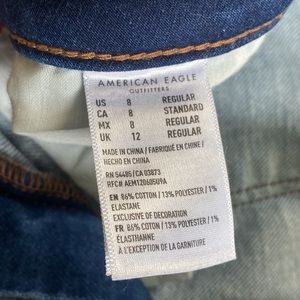 AMERICAN EAGLE
OUTFITTERS
US 8 REGULAR
CA 8 STANDARD
MX 8 REGULAR
UK 12 REGULAR
MADE IN CHINA / FABRIQUÉ EN CHINE /
HECHO EN CHINA
RN 54485/CA 03873
RFC# AEM1206051J9A
EN 86% COTTON / 13% POLYESTER / 1%
ELASTANE
EXCLUSIVE OF DECORATION
FR 86% COTON / 13% POLYESTER / 1%
ÉLASTHANNE
À L'EXCEPTION DE LA GARNITURE